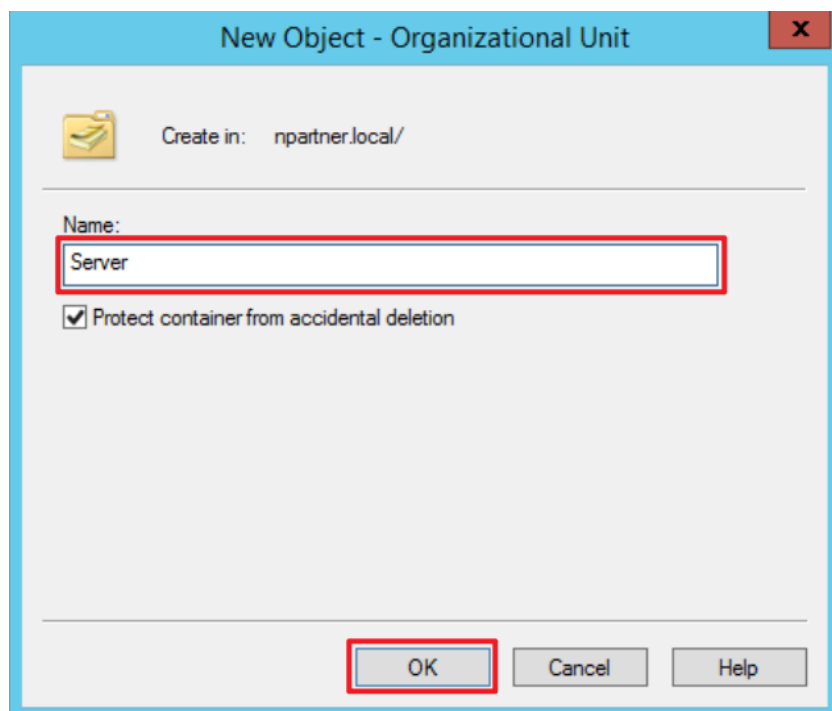 New Object - Organizational Unit
x
Create in: npartner.local/
Name:
Server
Protect container from accidental deletion
OK Cancel Help